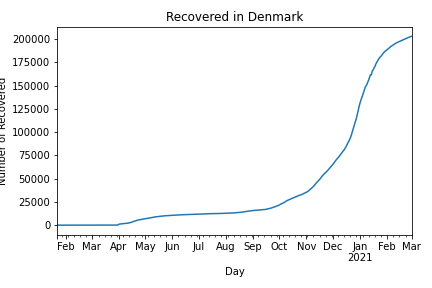 Recovered in Denmark
200000
175000
150000
125000
100000
75000
50000
25000
0
Number of Recovered
Feb Mar Apr May Jun Jul Aug Sep Oct Nov Dec Jan Feb Mar
2021
Day